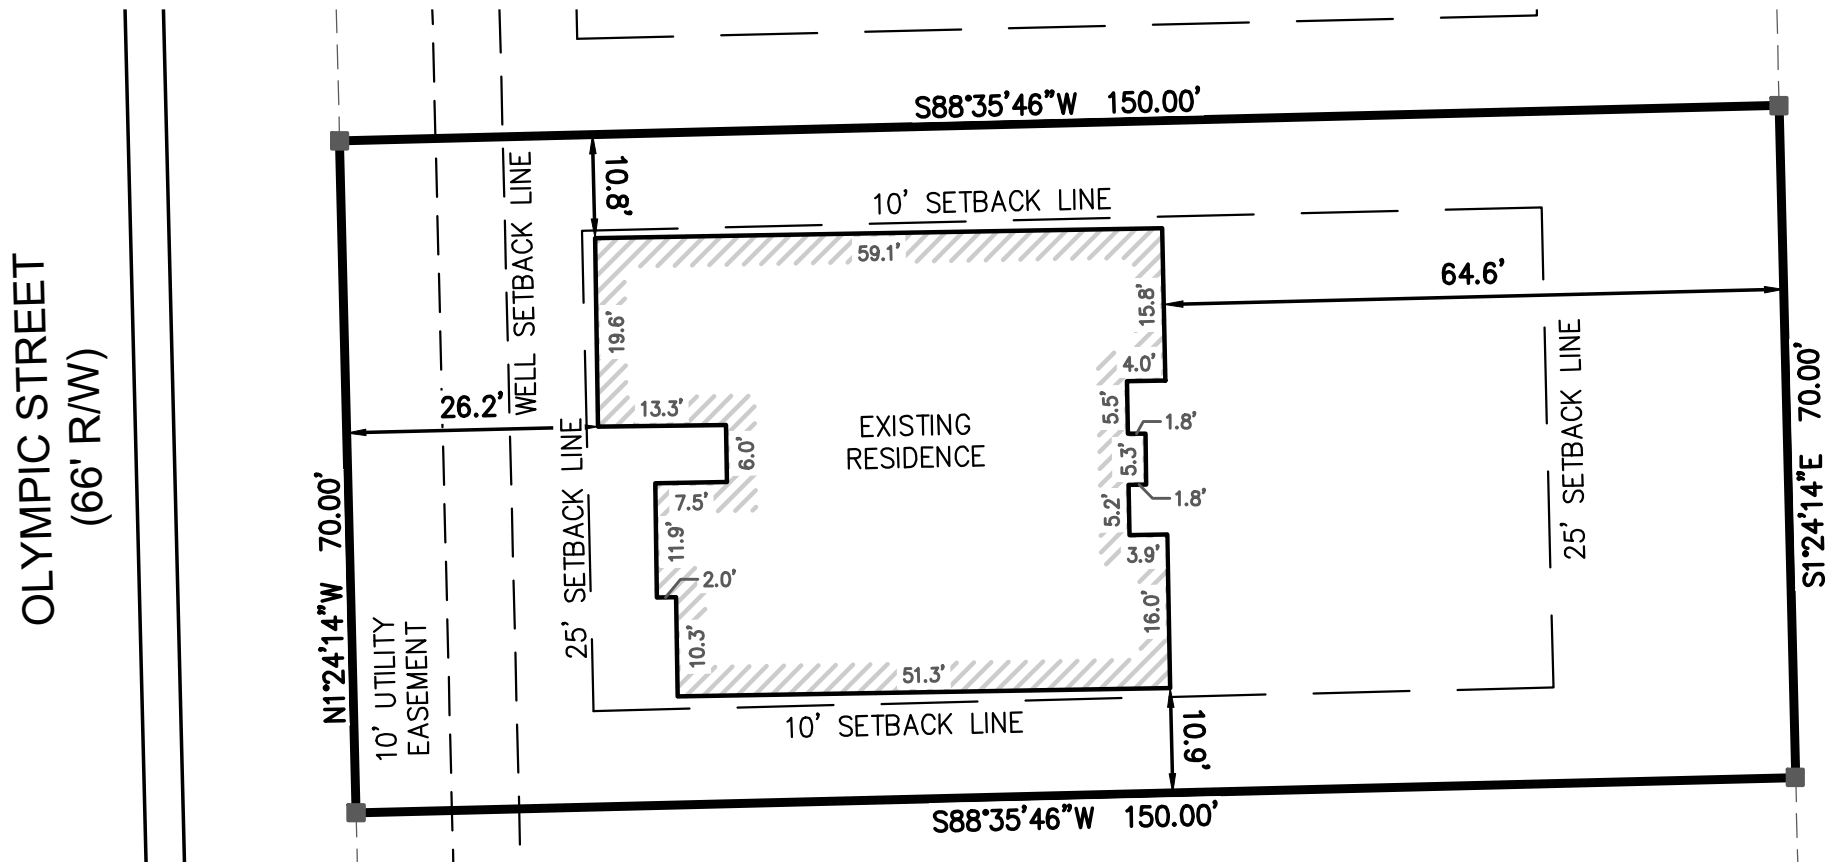 S88°35'46"W 150.00'
10.8'
WELL SETBACK LINE
10' SETBACK LINE
59.1'
64.6'
OLYMPIC STREET
(66' R/W)
19.6'
15.8'
4.0'
26.2'
13.3'
5.5'
1.8'
EXISTING
RESIDENCE
6.0'
5.3'
1.8'
7.5'
5.2'
25' SETBACK LINE
25' SETBACK LINE
S1°24'14"E 70.00'
N1°24'14"W 70.00'
11.9'
3.9'
2.0'
16.0'
10.3'
51.3'
10' UTILITY
EASEMENT
10' SETBACK LINE
10.9'
S88°35'46"W 150.00'